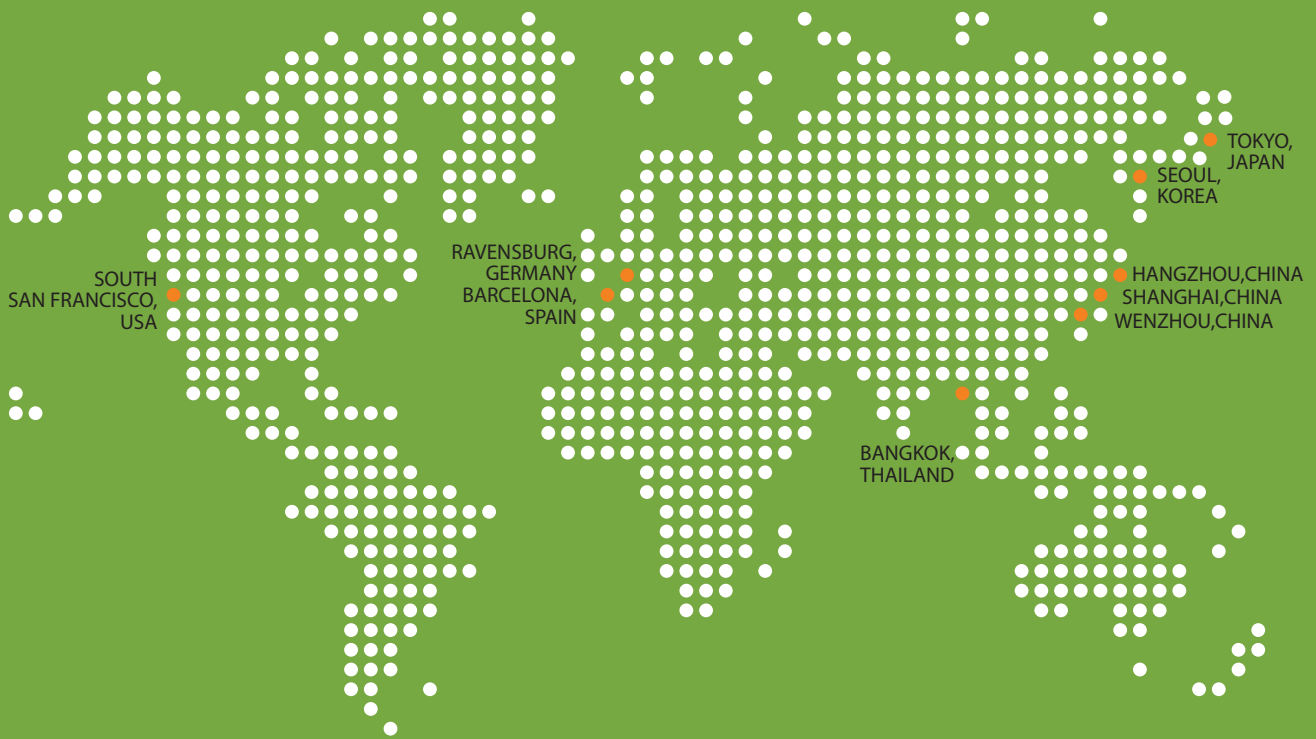 TOKYO,
JAPAN
SEOUL,
KOREA
RAVENSBURG,
GERMANY
BARCELONA,
SPAIN
SOUTH
SAN FRANCISCO,
USA
HANGZHOU,CHINA
SHANGHAI,CHINA
WENZHOU,CHINA
BANGKOK,
THAILAND